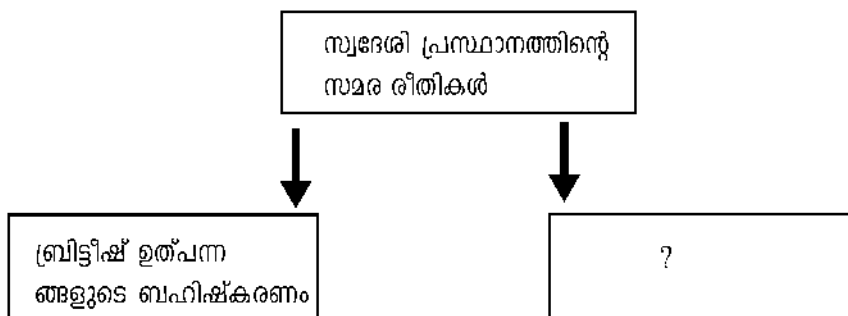 സ്വദേശി പ്രസ്ഥാനത്തിന്റെ
സമര രീതികൾ
ബ്രിട്ടീഷ് ഉത്പന്ന
ങ്ങളുടെ ബഹിഷ്കരണം
?